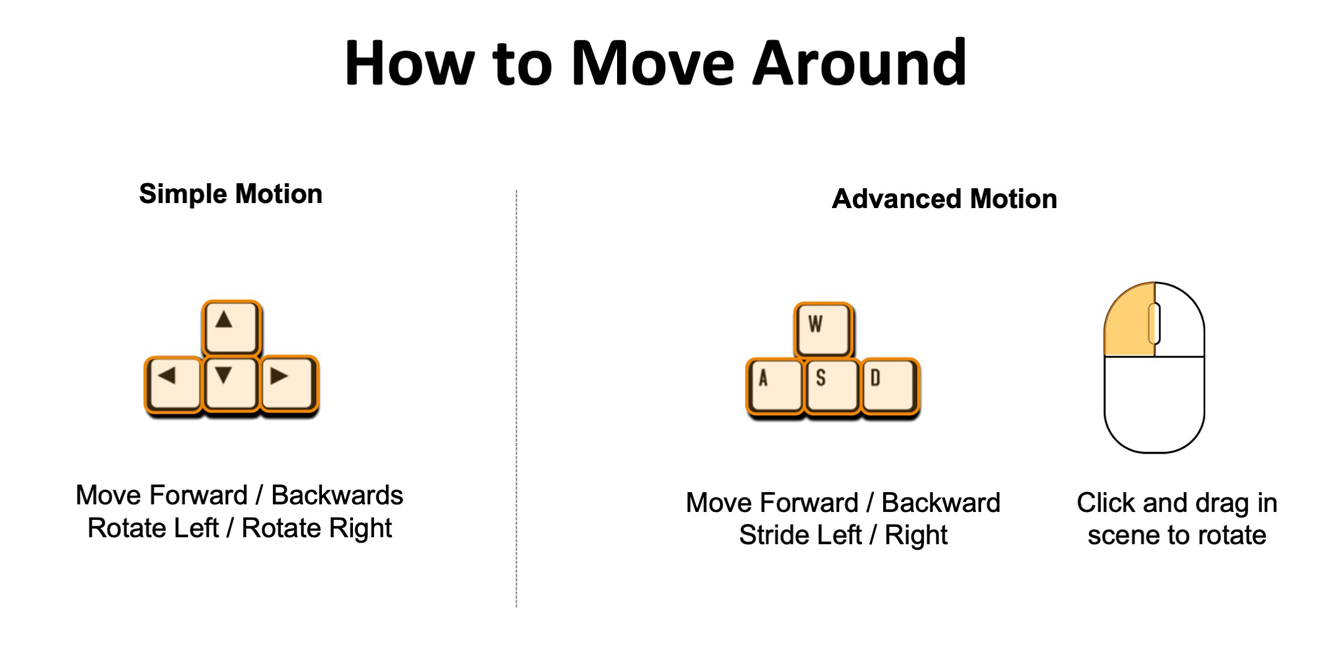 How to Move Around
Simple Motion
▲
◀ ▼ ▶
Move Forward / Backwards
Rotate Left / Rotate Right
Advanced Motion
W
A S D
Move Forward / Backward
Stride Left / Right
Click and drag in
scene to rotate